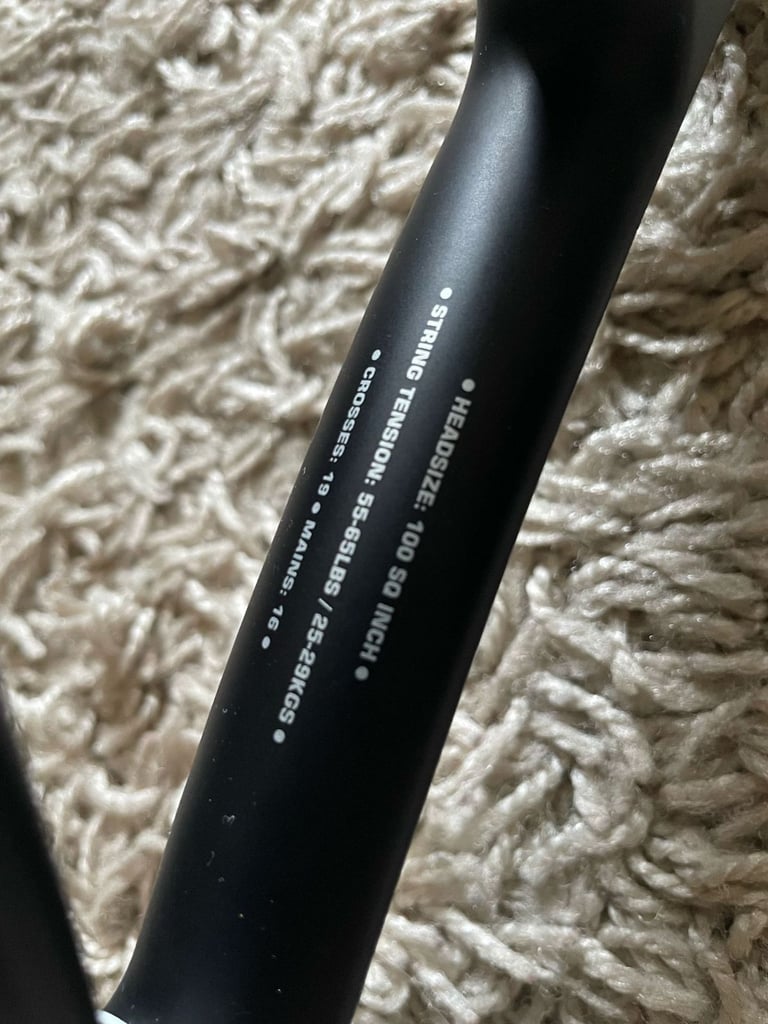 ● HEADSIZE: 100 SQ INCH ●
● STRING TENSION: 55-65LBS / 25-29KGS ●
● CROSSES: 19 ● MAINS: 16 ●